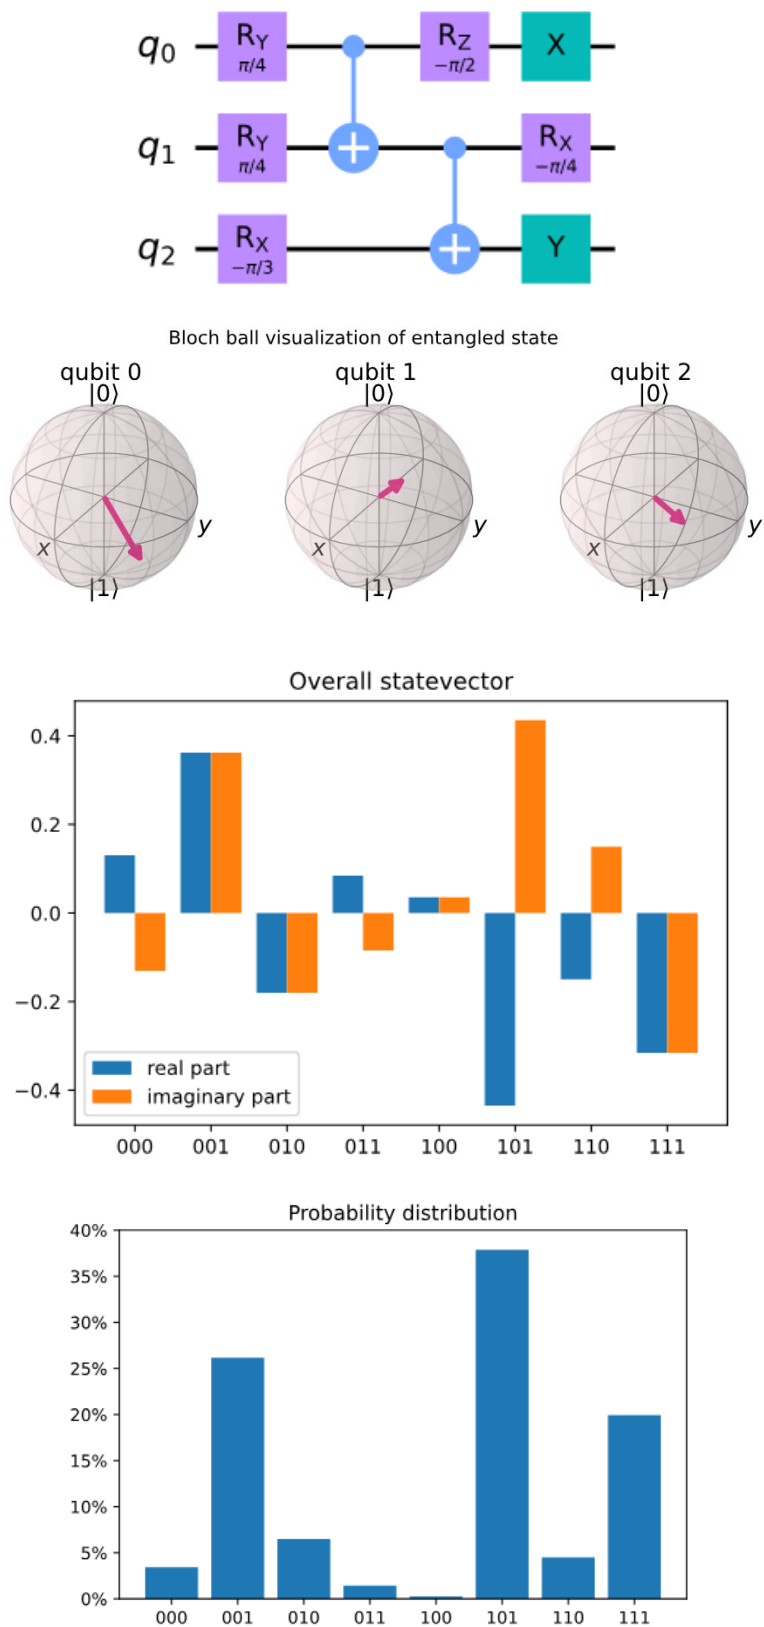 q0 RY π/4 RZ −π/2 X
q1 RY π/4 RX −π/4
q2 RX −π/3 Y
Bloch ball visualization of entangled state
qubit 0 qubit 1 qubit 2
|0⟩ |0⟩ |0⟩
x y x y x y
|1⟩ |1⟩ |1⟩
Overall statevector
0.4
0.2
0.0
−0.2
−0.4
real part
imaginary part
000 001 010 011 100 101 110 111
Probability distribution
40%
35%
30%
25%
20%
15%
10%
5%
0%
000 001 010 011 100 101 110 111